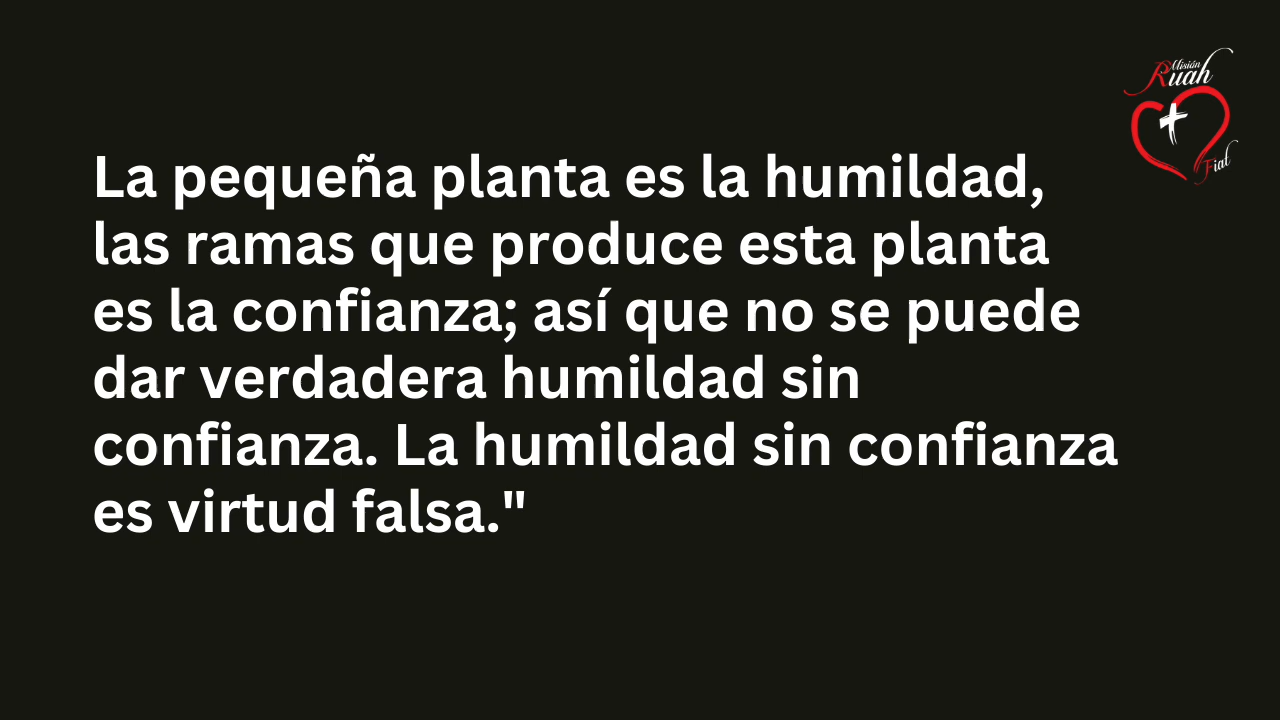 Misión
Ruah
Fiat
La pequeña planta es la humildad,
las ramas que produce esta planta
es la confianza; así que no se puede
dar verdadera humildad sin
confianza. La humildad sin confianza
es virtud falsa."